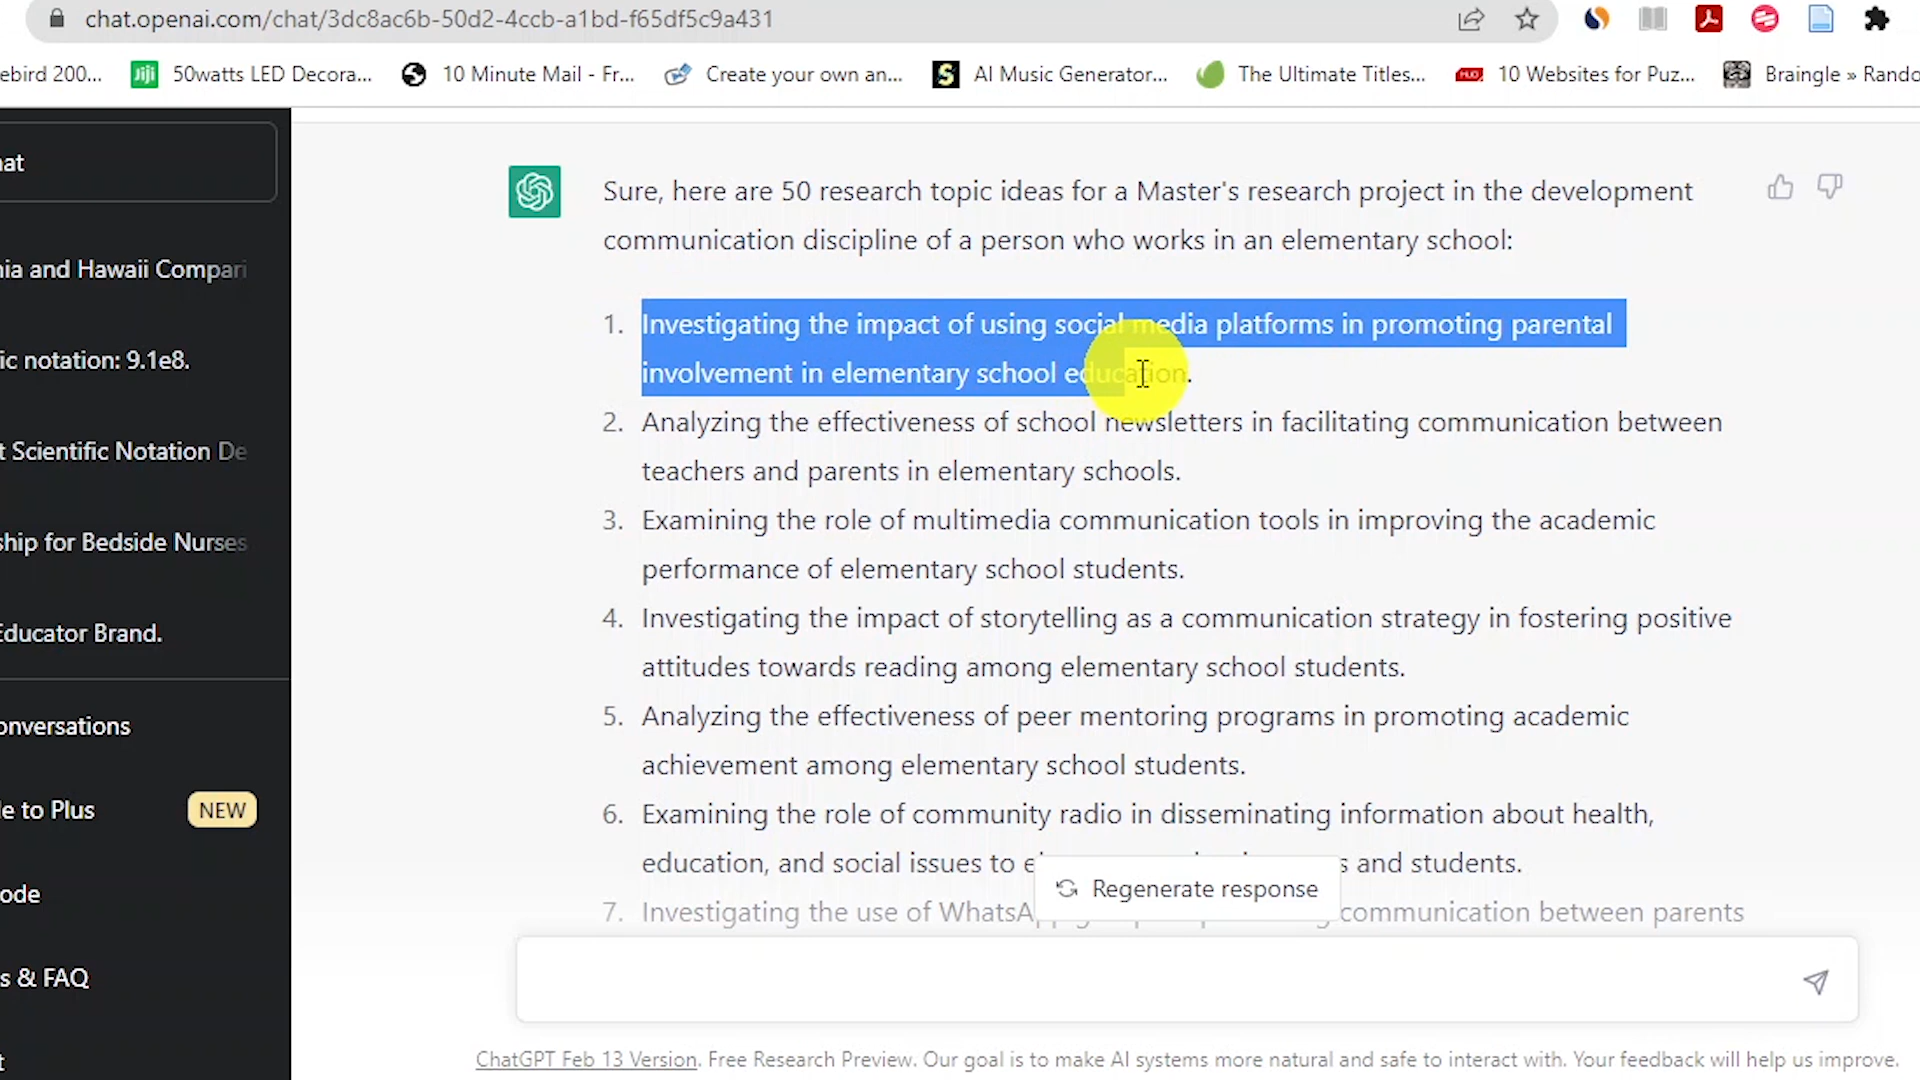 chat.openai.com/chat/3dc8ac6b-50d2-4ccb-a1bd-f65df5c9a431
ebird 200... Jiji 50watts LED Decora... 10 Minute Mail - Fr... Create your own an... AI Music Generator... The Ultimate Titles... 10 Websites for Puz... Braingle » Rando
at
nia and Hawaii Compari
ic notation: 9.1e8.
t Scientific Notation De
ship for Bedside Nurses
Educator Brand.
onversations
le to Plus NEW
ode
s & FAQ
t
Sure, here are 50 research topic ideas for a Master's research project in the development
communication discipline of a person who works in an elementary school:
1. Investigating the impact of using social media platforms in promoting parental
involvement in elementary school education.
2. Analyzing the effectiveness of school newsletters in facilitating communication between
teachers and parents in elementary schools.
3. Examining the role of multimedia communication tools in improving the academic
performance of elementary school students.
4. Investigating the impact of storytelling as a communication strategy in fostering positive
attitudes towards reading among elementary school students.
5. Analyzing the effectiveness of peer mentoring programs in promoting academic
achievement among elementary school students.
6. Examining the role of community radio in disseminating information about health,
education, and social issues to and students.
7. Investigating the use of communication between parents
Regenerate response
ChatGPT Feb 13 Version. Free Research Preview. Our goal is to make AI systems more natural and safe to interact with. Your feedback will help us improve.